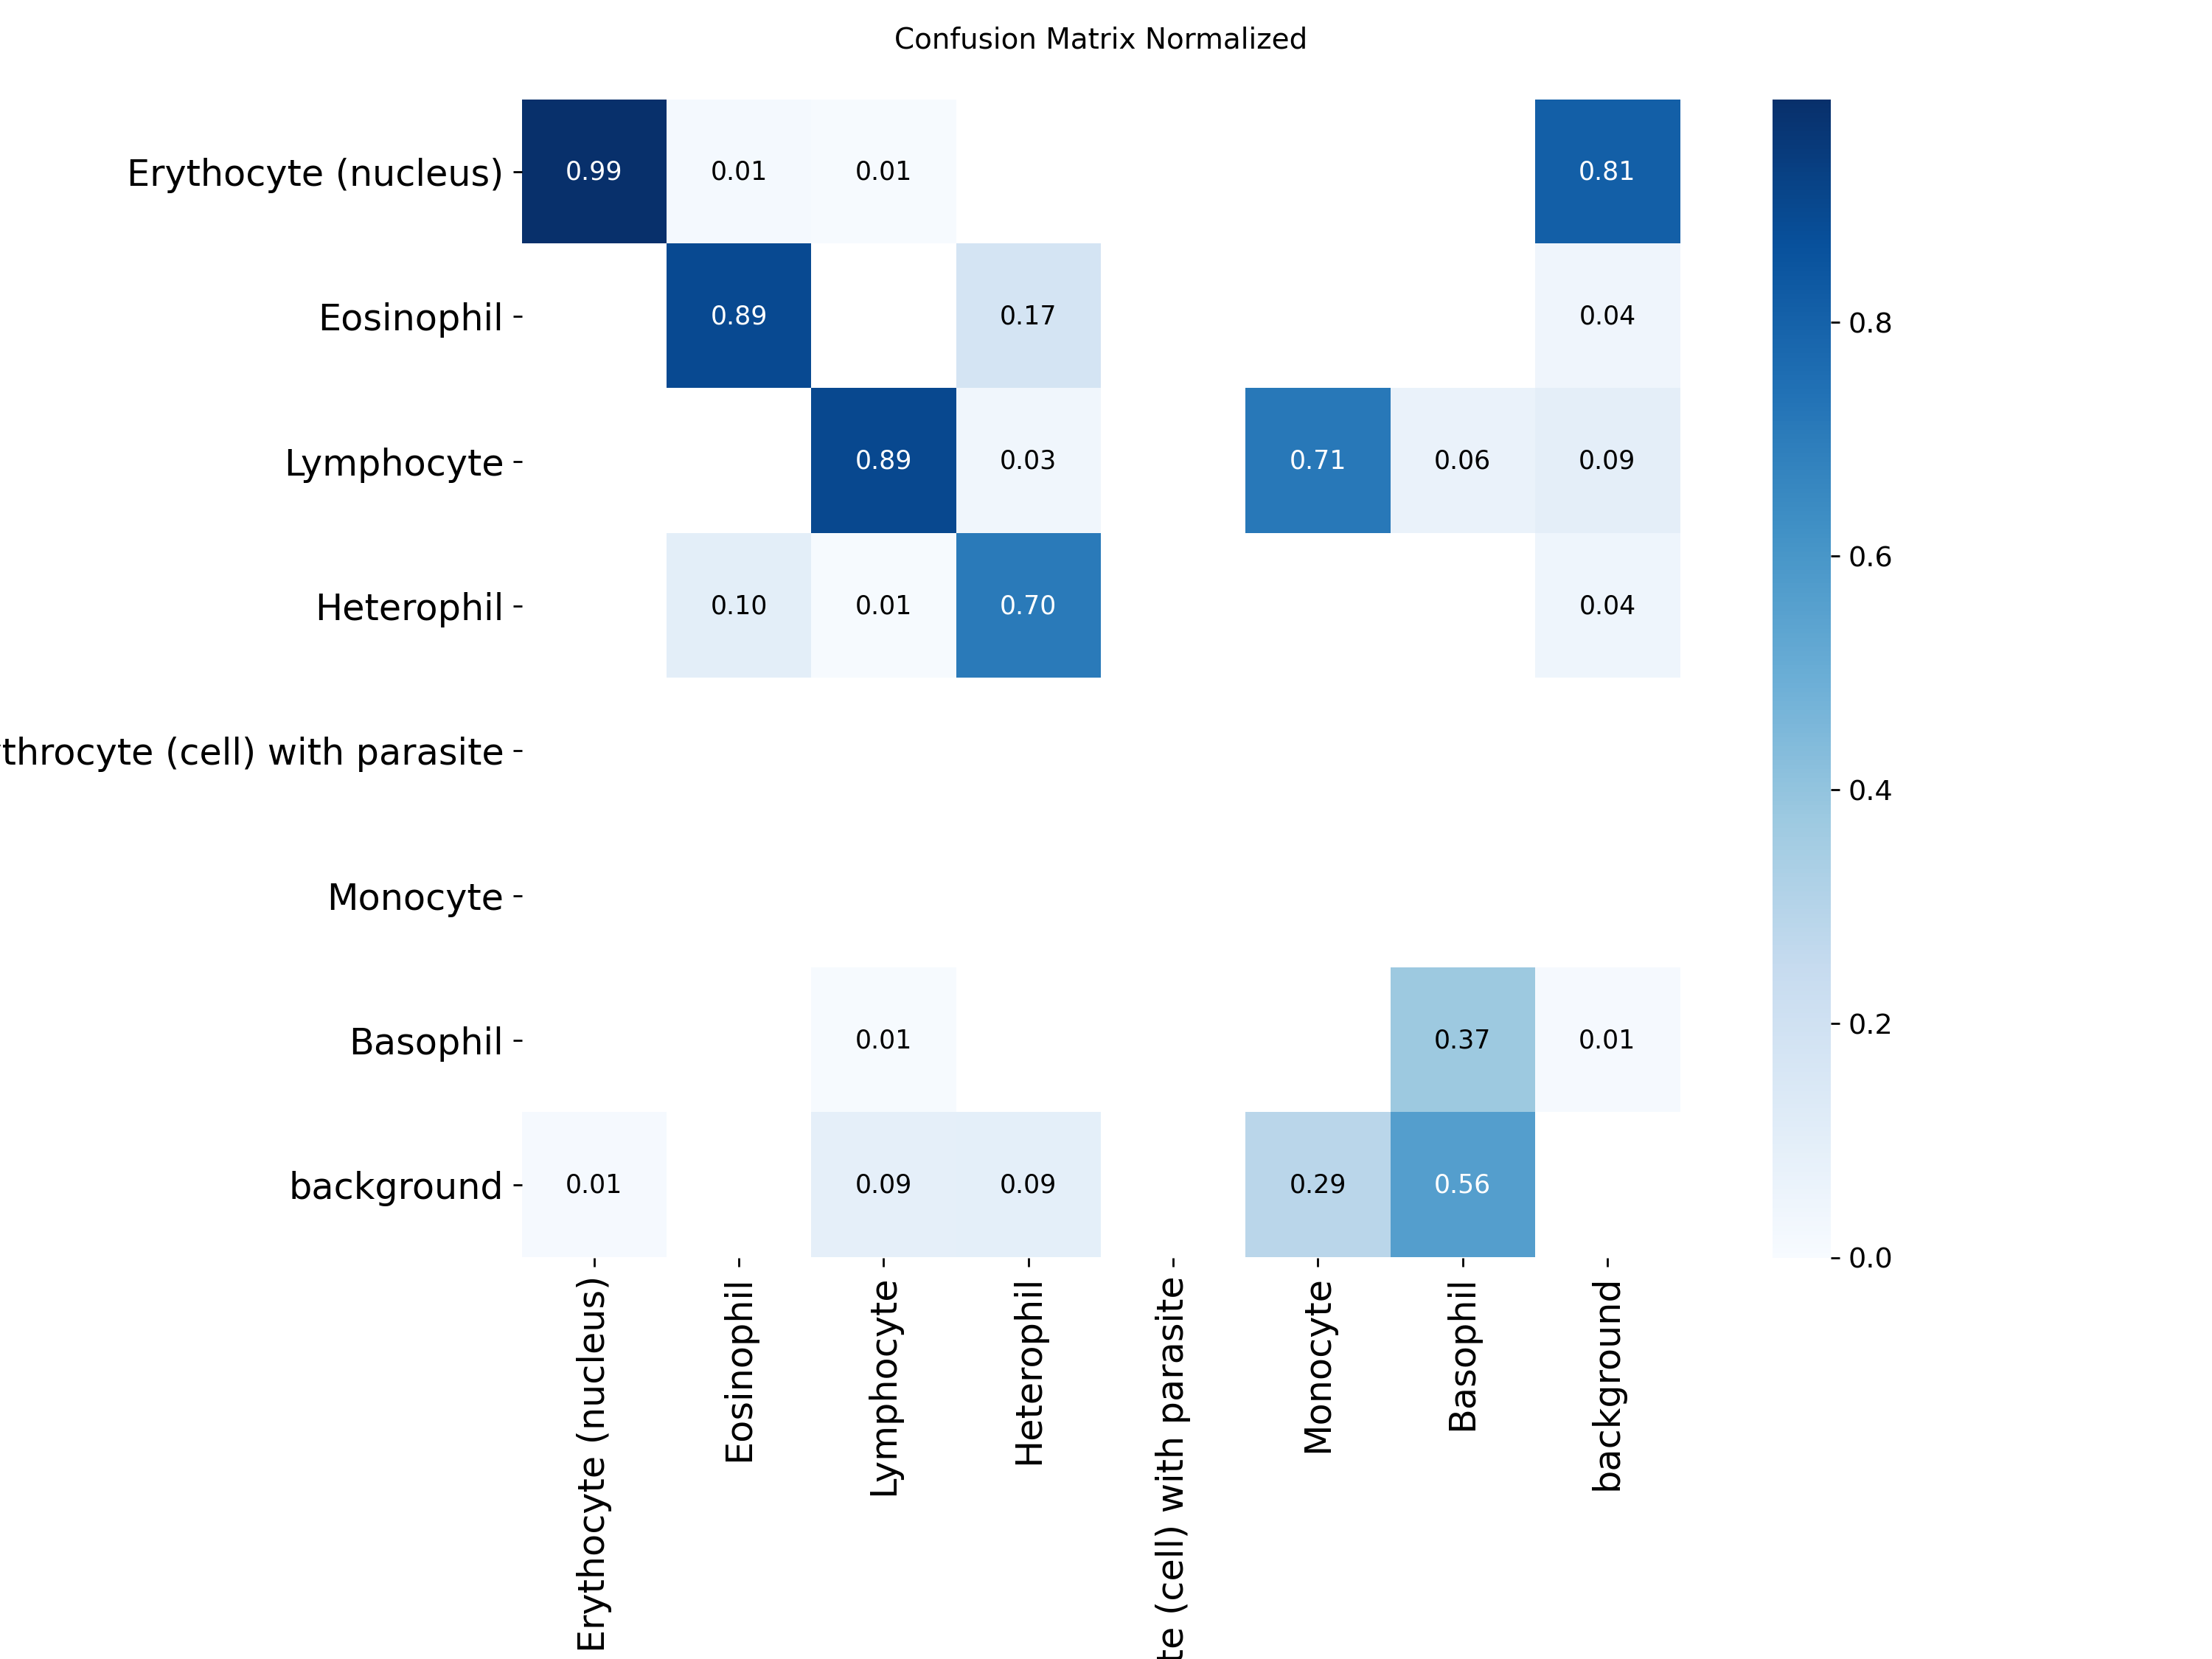 Confusion Matrix Normalized
Erythocyte (nucleus) 0.99 0.01 0.01 0.81
Eosinophil 0.89 0.17 0.04
Lymphocyte 0.89 0.03 0.71 0.06 0.09
Heterophil 0.10 0.01 0.70 0.04
throcyte (cell) with parasite
Monocyte
Basophil 0.01 0.37 0.01
background 0.01 0.09 0.09 0.29 0.56
Erythocyte (nucleus)
Eosinophil
Lymphocyte
Heterophil
te (cell) with parasite
Monocyte
Basophil
background
0.8
0.6
0.4
0.2
0.0